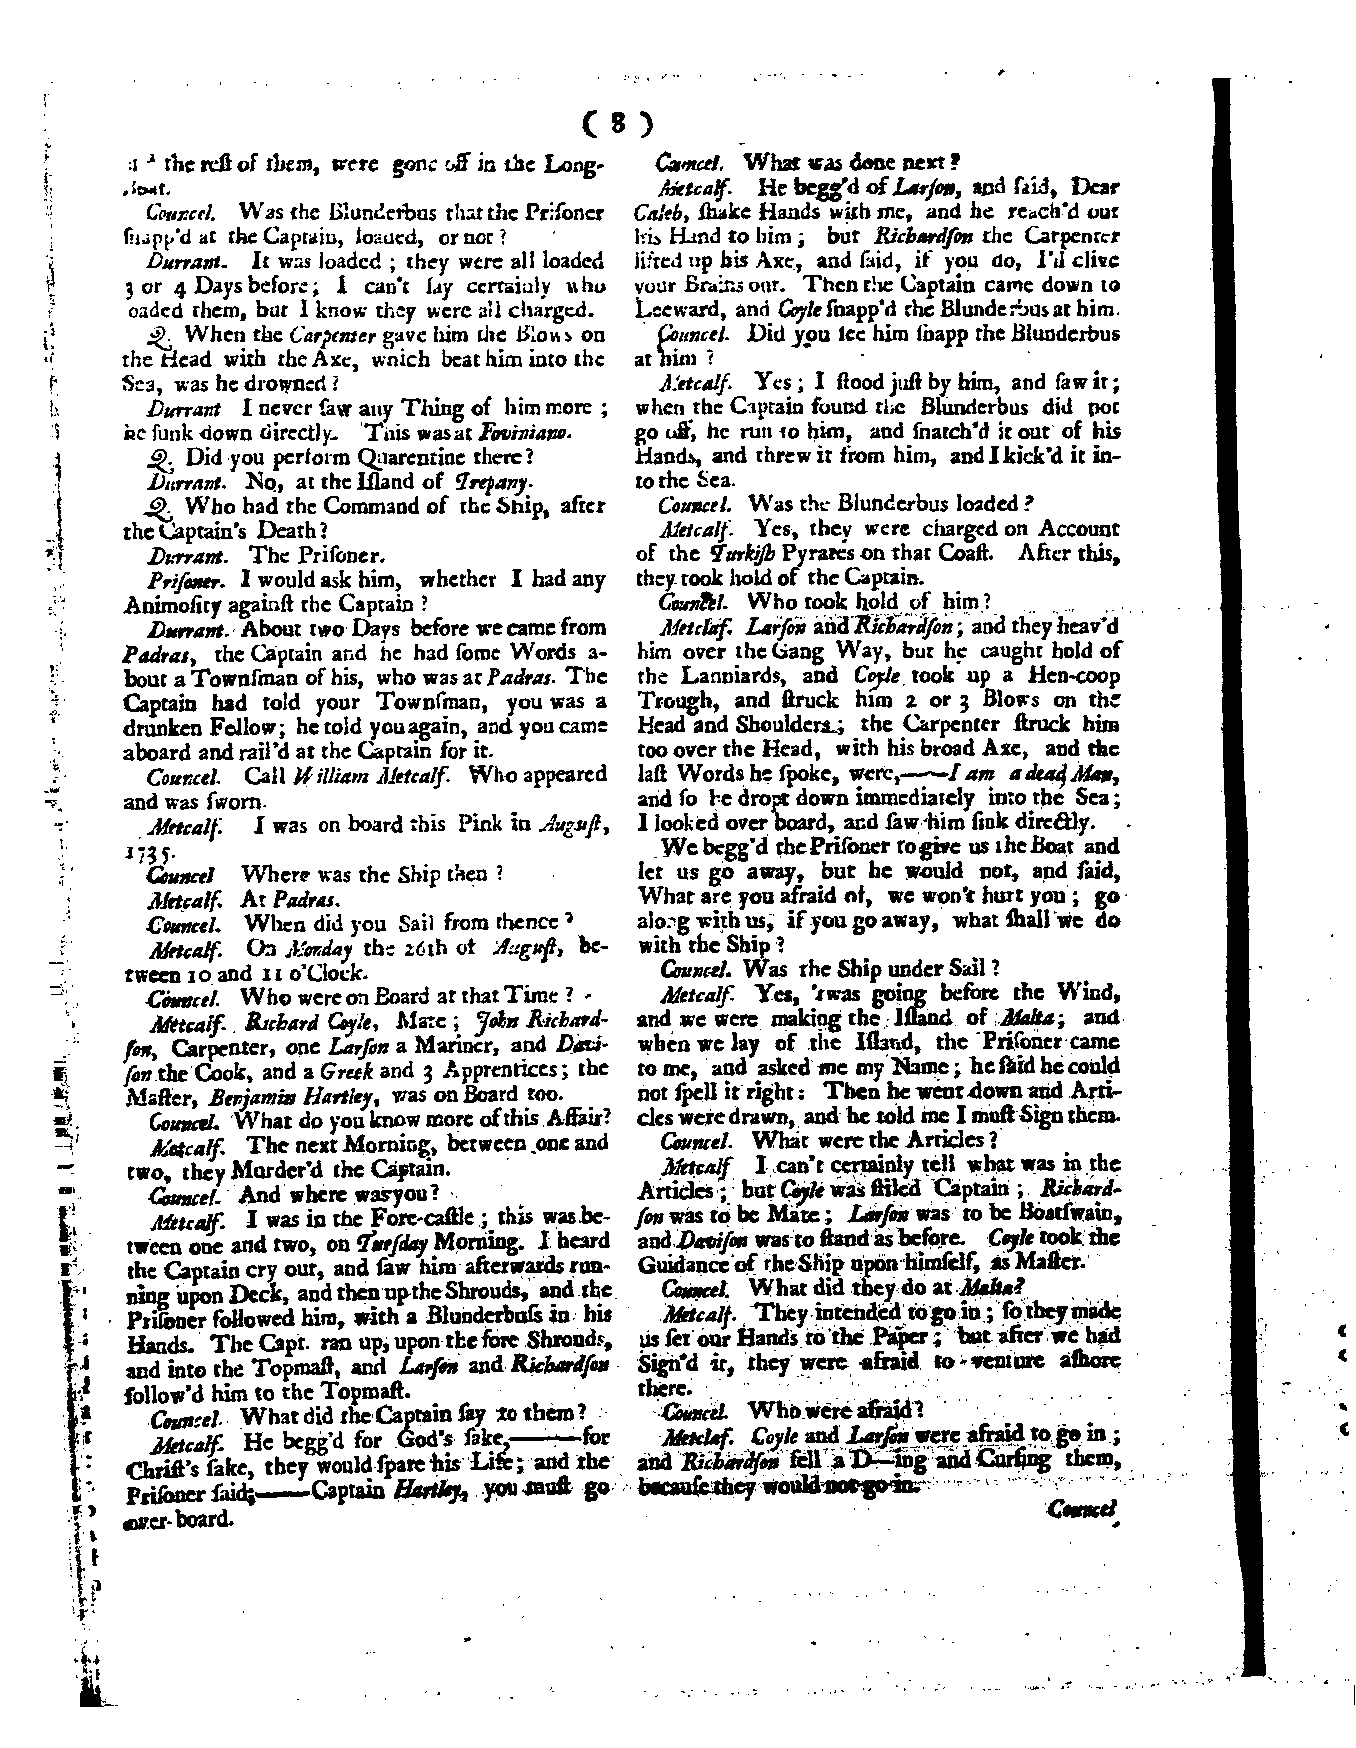 ( 8 )
the reſt of them, were gone off in the Long-
boat.
Councel. Was the Blunderbus that the Priſoner
ſnapp'd at the Captain, loaded, or not ?
Durrant. It was loaded ; they were all loaded
3 or 4 Days before; I can't ſay certainly who
oaded them, but I know they were all charged.
Q. When the Carpenter gave him the Blows on
the Head with the Axe, which beat him into the
Sea, was he drowned ?
Durrant I never ſaw any Thing of him more ;
he ſunk down directly. This was at Foviniano.
Q. Did you perform Quarentine there ?
Durrant. No, at the Iſland of Trepany.
Q. Who had the Command of the Ship, after
the Captain's Death ?
Durrant. The Priſoner.
Priſoner. I would ask him, whether I had any
Animoſity againſt the Captain ?
Durrant. About two Days before we came from
Padras, the Captain and he had ſome Words a-
bout a Townſman of his, who was at Padras. The
Captain had told your Townſman, you was a
drunken Fellow; he told you again, and you came
aboard and rail'd at the Captain for it.
Councel. Call William Metcalf. Who appeared
and was ſworn.
Metcalf. I was on board this Pink in Auguſt,
1735.
Councel Where was the Ship then ?
Metcalf. At Padras.
Councel. When did you Sail from thence ?
Metcalf. On Monday the 26th of Auguſt, be-
tween 10 and 11 o'Clock.
Councel. Who were on Board at that Time ?
Metcalf. Richard Coyle, Mate ; John Richard-
ſon, Carpenter, one Larſon a Mariner, and Davi-
ſon the Cook, and a Greek and 3 Apprentices; the
Maſter, Benjamin Hartley, was on Board too.
Councel. What do you know more of this Affair?
Metcalf. The next Morning, between one and
two, they Murder'd the Captain.
Councel. And where was you ?
Metcalf. I was in the Fore-caſtle ; this was be-
tween one and two, on Tueſday Morning. I heard
the Captain cry out, and ſaw him afterwards run-
ning upon Deck, and then up the Shrouds, and the
Priſoner followed him, with a Blunderbuſs in his
Hands. The Capt. ran up, upon the fore Shrouds,
and into the Topmaſt, and Larſon and Richardſon
follow'd him to the Topmaſt.
Councel. What did the Captain ſay to them ?
Metcalf. He begg'd for God's ſake,———for
Chriſt's ſake, they would ſpare his Life; and the
Priſoner ſaid;———Captain Hartley, you muſt go
over-board.
Councel. What was done next ?
Metcalf. He begg'd of Larſon, and ſaid, Dear
Caleb, ſhake Hands with me, and he reach'd out
his Hand to him ; but Richardſon the Carpenter
lifted up his Axe, and ſaid, if you do, I'll clive
your Brains out. Then the Captain came down to
Leeward, and Coyle ſnapp'd the Blunderbus at him.
Councel. Did you ſee him ſnapp the Blunderbus
at him ?
Metcalf. Yes ; I ſtood juſt by him, and ſaw it ;
when the Captain found the Blunderbus did not
go off, he run to him, and ſnatch'd it out of his
Hands, and threw it from him, and I kick'd it in-
to the Sea.
Councel. Was the Blunderbus loaded ?
Metcalf. Yes, they were charged on Account
of the Turkiſh Pyrates on that Coaſt. After this,
they took hold of the Captain.
Councel. Who took hold of him ?
Metclaf. Larſon and Richardſon ; and they heav'd
him over the Gang Way, but he caught hold of
the Lanniards, and Coyle took up a Hen-coop
Trough, and ſtruck him 2 or 3 Blows on the
Head and Shoulders ; the Carpenter ſtruck him
too over the Head, with his broad Axe, and the
laſt Words he ſpoke, were,——I am a dead Man,
and ſo he dropt down immediately into the Sea ;
I looked over board, and ſaw him ſink directly.
We begg'd the Priſoner to give us the Boat and
let us go away, but he would not, and ſaid,
What are you afraid of, we won't hurt you ; go
along with us, if you go away, what ſhall we do
with the Ship ?
Councel. Was the Ship under Sail ?
Metcalf. Yes, 'twas going before the Wind,
and we were making the Iſland of Malta; and
when we lay of the Iſland, the Priſoner came
to me, and asked me my Name ; he ſaid he could
not ſpell it right : Then he went down and Arti-
cles were drawn, and he told me I muſt Sign them.
Councel. What were the Articles ?
Metcalf I can't certainly tell what was in the
Articles ; but Coyle was ſtiled Captain ; Richard-
ſon was to be Mate ; Larſon was to be Boatſwain,
and Daviſon was to ſtand as before. Coyle took the
Guidance of the Ship upon himſelf, as Maſter.
Councel. What did they do at Malta?
Metcalf. They intended to go in ; ſo they made
us ſet our Hands to the Paper ; but after we had
Sign'd it, they were afraid to venture aſhore
there.
Councel. Who were afraid ?
Metclaf. Coyle and Larſon were afraid to go in ;
and Richardſon fell a D—ing and Curſing them,
becauſe they would not go in.
Councel